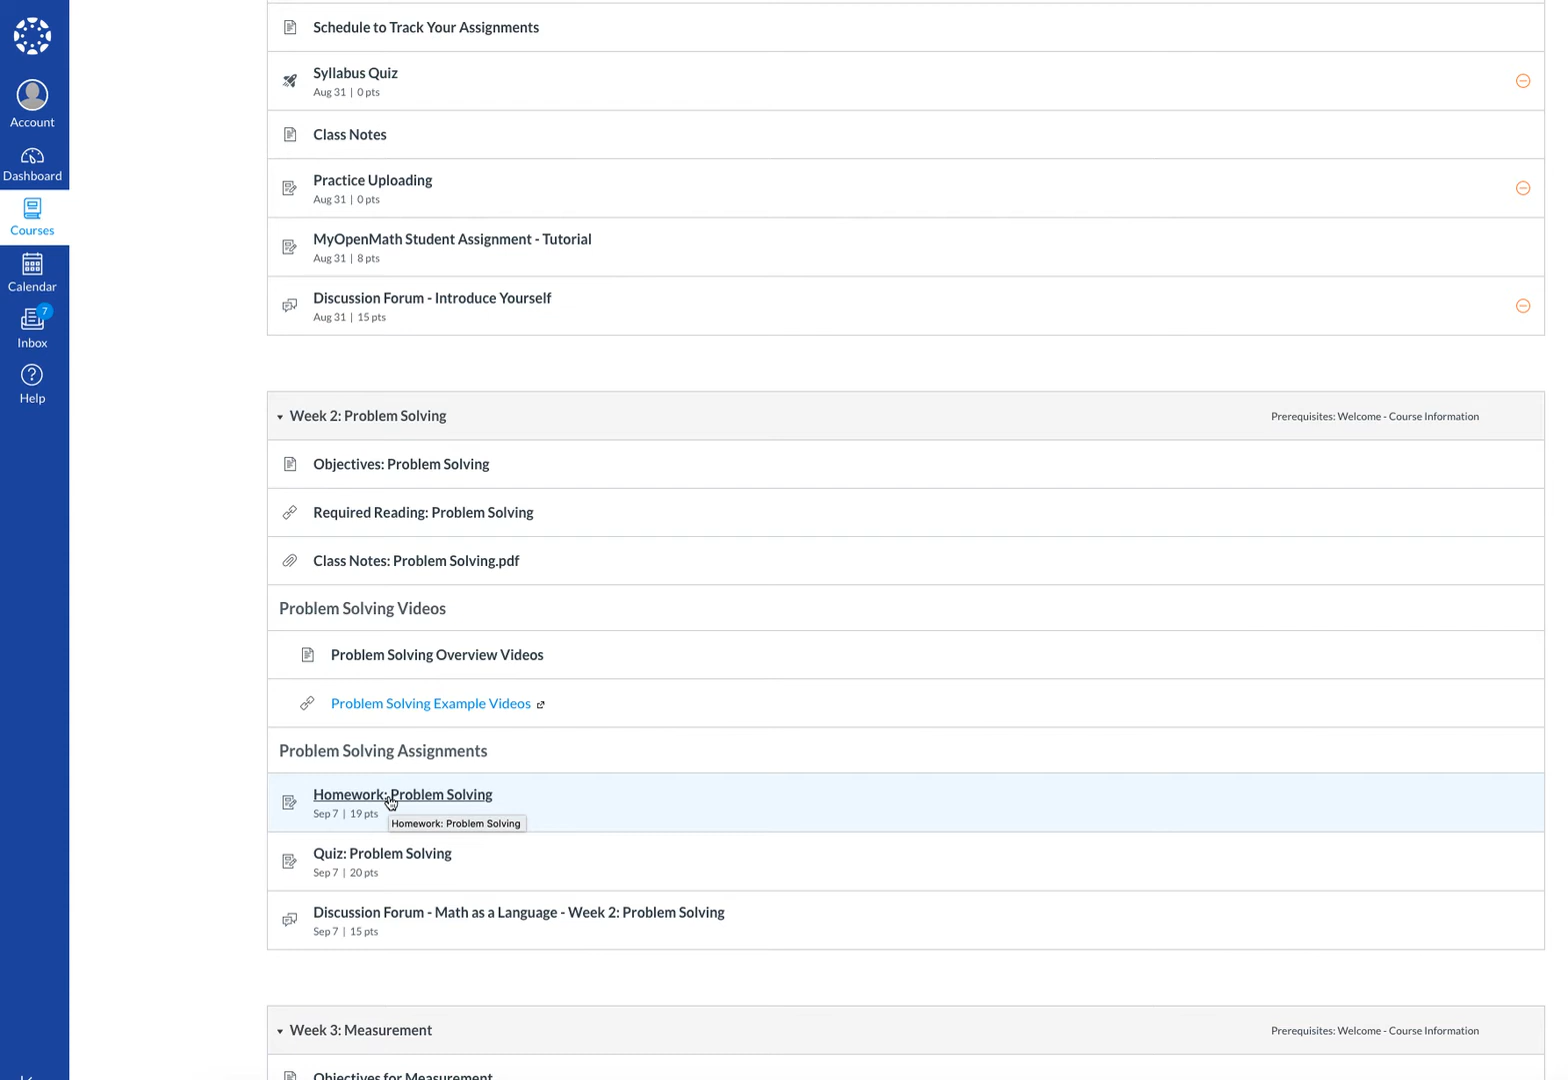 Account
Dashboard
Courses
Calendar
7
Inbox
Help
Schedule to Track Your Assignments
Syllabus Quiz
Aug 31 | 0 pts
Class Notes
Practice Uploading
Aug 31 | 0 pts
MyOpenMath Student Assignment - Tutorial
Aug 31 | 8 pts
Discussion Forum - Introduce Yourself
Aug 31 | 15 pts
Week 2: Problem Solving
Prerequisites: Welcome - Course Information
Objectives: Problem Solving
Required Reading: Problem Solving
Class Notes: Problem Solving.pdf
Problem Solving Videos
Problem Solving Overview Videos
Problem Solving Example Videos
Problem Solving Assignments
Homework: Problem Solving
Sep 7 | 19 pts
Homework: Problem Solving
Quiz: Problem Solving
Sep 7 | 20 pts
Discussion Forum - Math as a Language - Week 2: Problem Solving
Sep 7 | 15 pts
Week 3: Measurement
Prerequisites: Welcome - Course Information
Objectives for Measurement